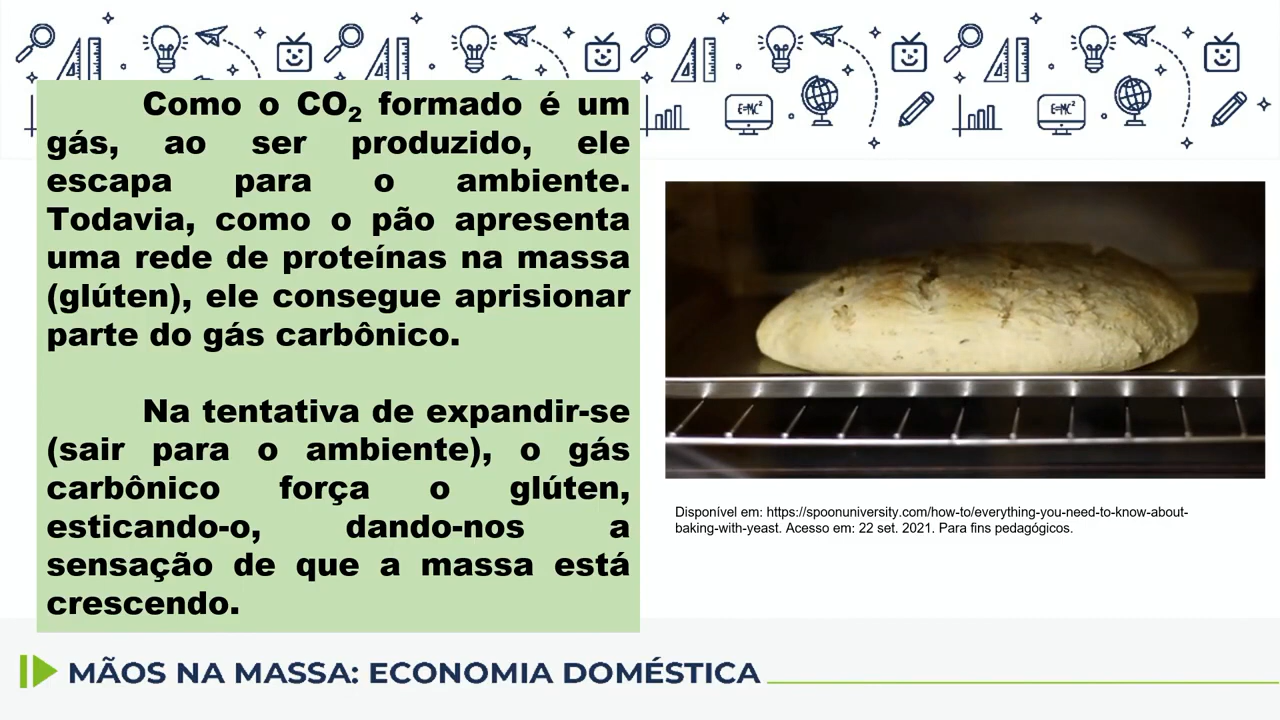 Como o CO₂ formado é um
gás, ao ser produzido, ele
escapa para o ambiente.
Todavia, como o pão apresenta
uma rede de proteínas na massa
(glúten), ele consegue aprisionar
parte do gás carbônico.
Na tentativa de expandir-se
(sair para o ambiente), o gás
carbônico força o glúten,
esticando-o, dando-nos a
sensação de que a massa está
crescendo.
E=MC²
E=MC²
Disponível em: https://spoonuniversity.com/how-to/everything-you-need-to-know-about-
baking-with-yeast. Acesso em: 22 set. 2021. Para fins pedagógicos.
MÃOS NA MASSA: ECONOMIA DOMÉSTICA